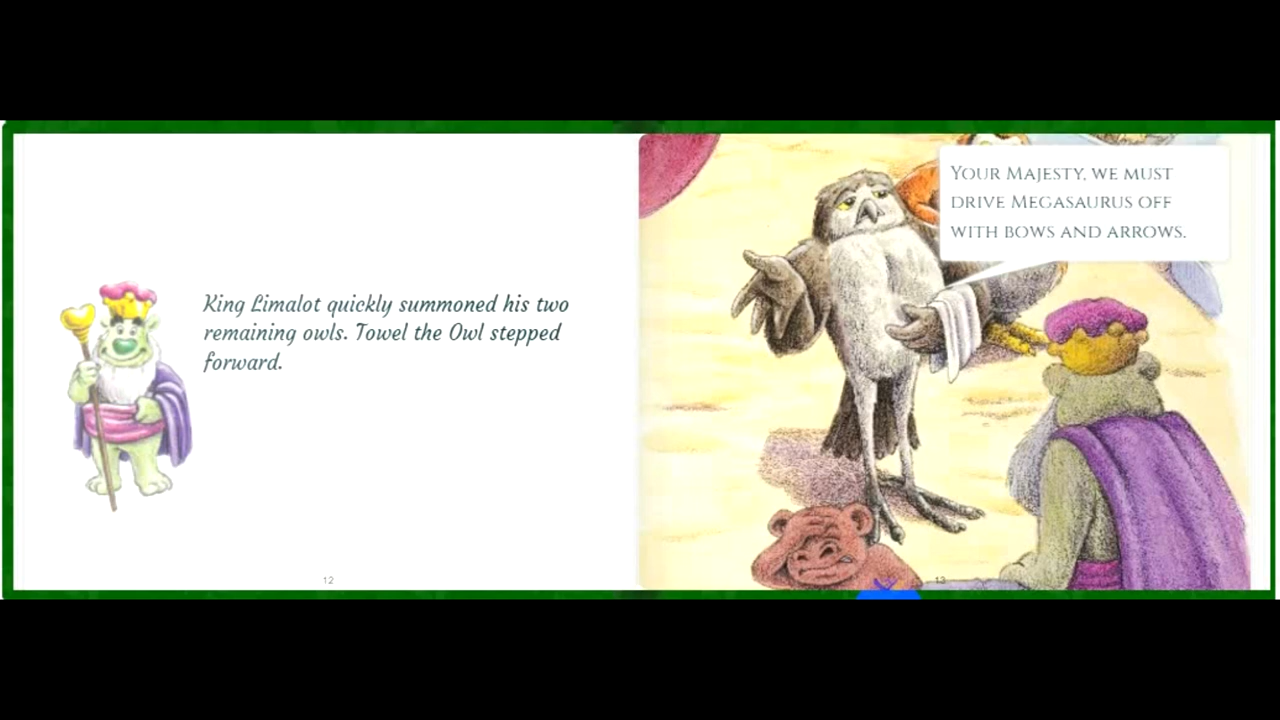 King Limalot quickly summoned his two
remaining owls. Towel the Owl stepped
forward.
12
Your Majesty, we must
drive Megasaurus off
with bows and arrows.
13